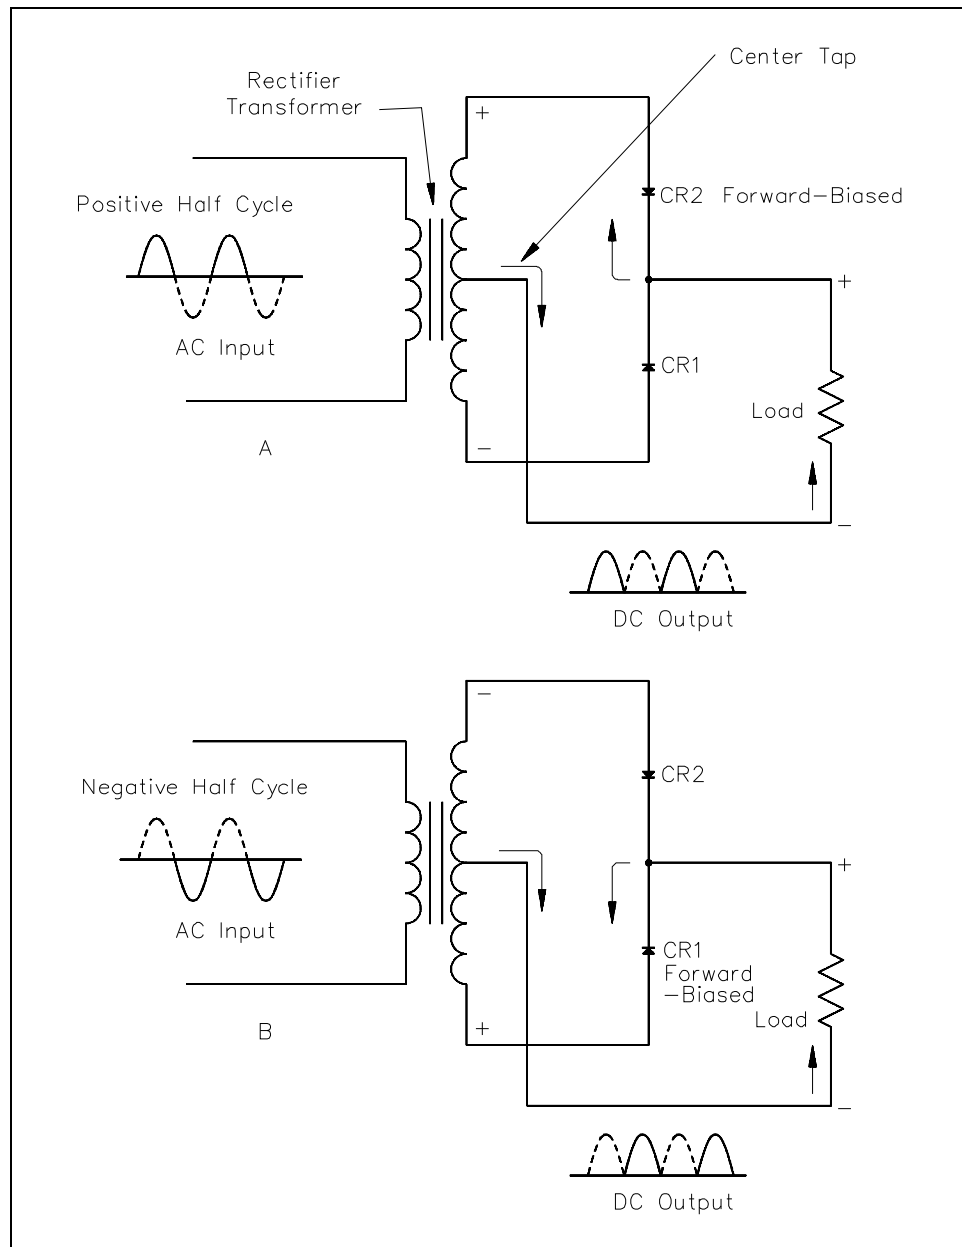 Center Tap
Rectifier
Transformer
+
Positive Half Cycle
CR2 Forward-Biased
+
AC Input
CR1
Load
A
−
−
DC Output
−
Negative Half Cycle
CR2
+
AC Input
CR1
Forward
-Biased
Load
B
+
−
DC Output